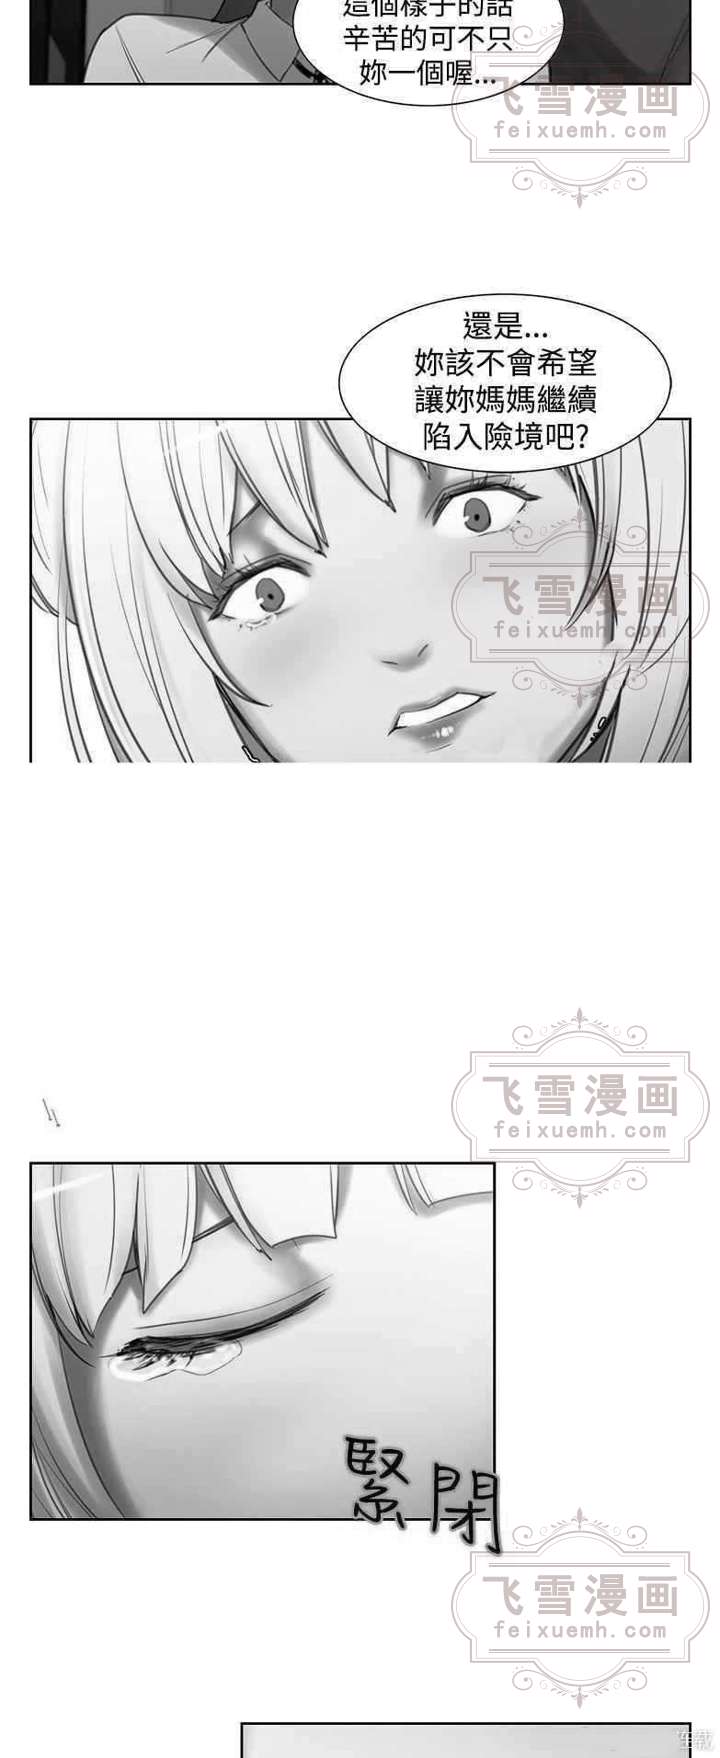 這個樣子的話
辛苦的可不只
妳一個喔...
飞雪漫画
feixuemh.com
還是...
妳該不會希望
讓妳媽媽繼續
陷入險境吧?
飞雪漫画
feixuemh.com
飞雪漫画
feixuemh.com
緊閉
飞雪漫画
feixuemh.com